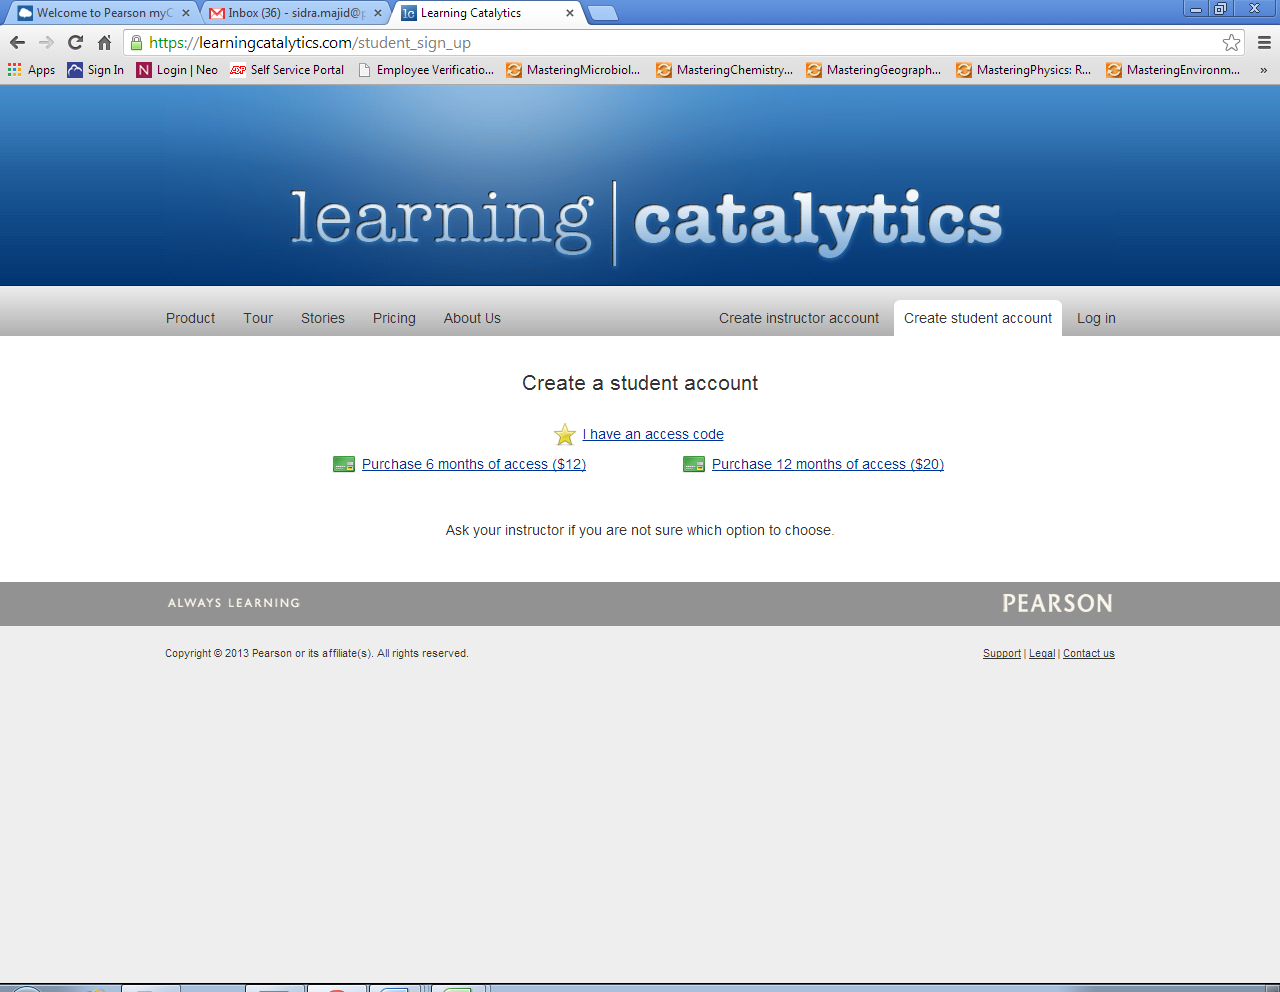 Welcome to Pearson myC
Inbox (36) - sidra.majid@p
Learning Catalytics
https://learningcatalytics.com/student_sign_up
Apps
Sign In
N Login | Neo
ADP Self Service Portal
Employee Verificatio...
MasteringMicrobiol...
MasteringChemistry...
MasteringGeograph...
MasteringPhysics: R...
MasteringEnvironm...
»
learning | catalytics
Product Tour Stories Pricing About Us Create instructor account Create student account Log in
Create a student account
I have an access code
Purchase 6 months of access ($12) Purchase 12 months of access ($20)
Ask your instructor if you are not sure which option to choose.
ALWAYS LEARNING PEARSON
Copyright © 2013 Pearson or its affiliate(s). All rights reserved. Support | Legal | Contact us